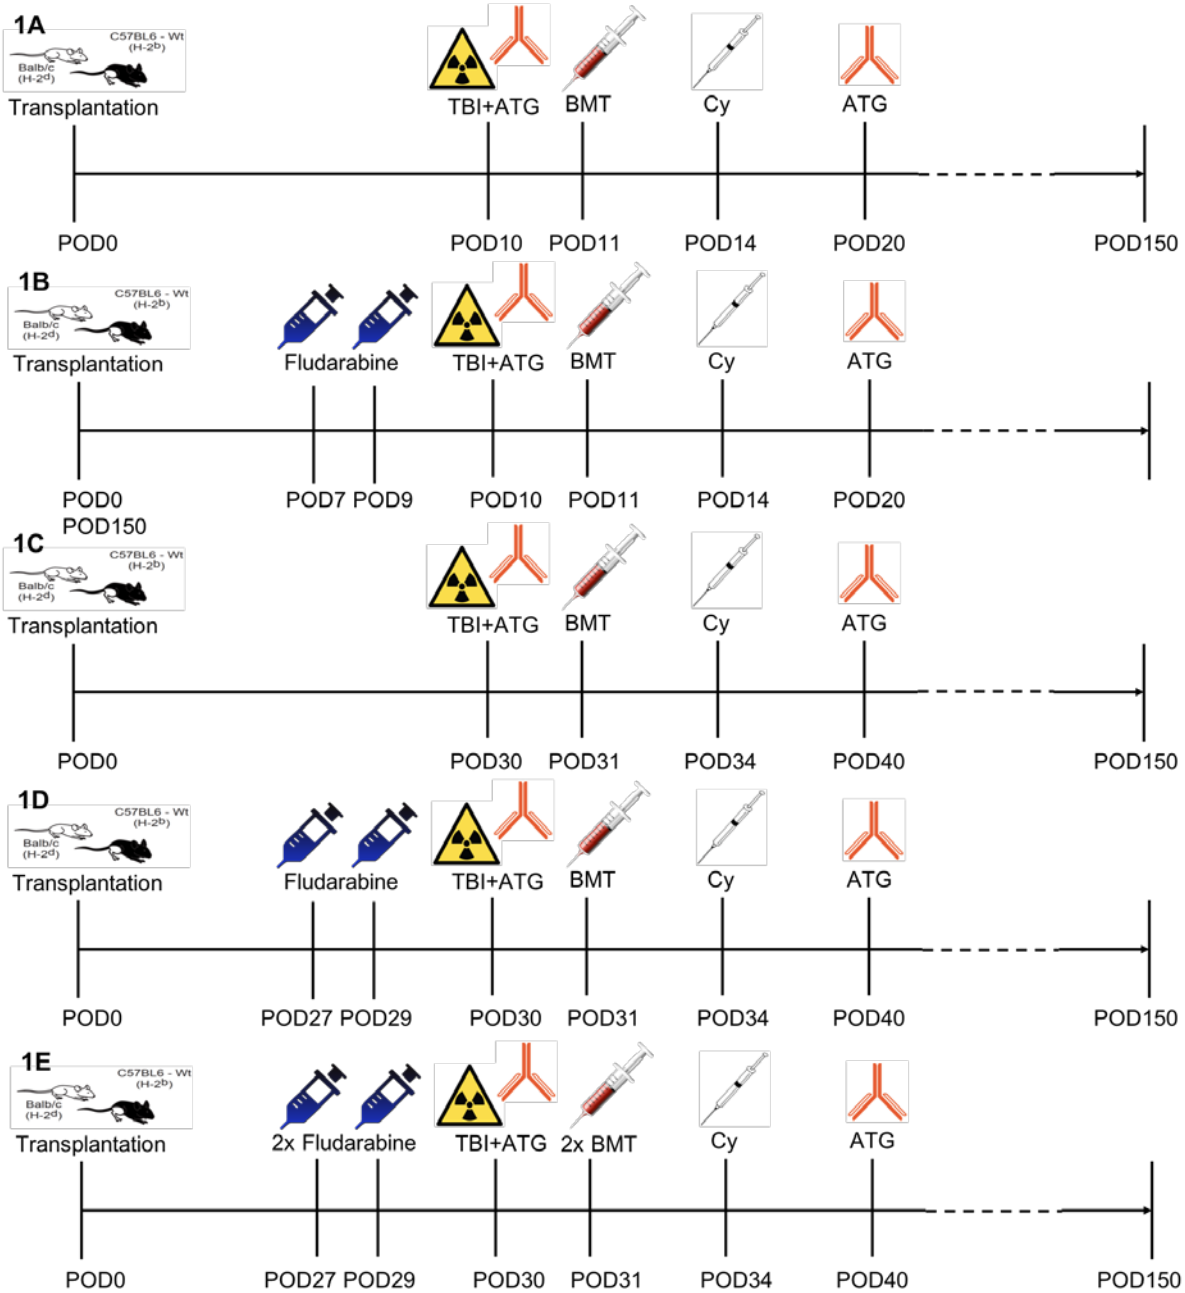 1A
C57BL6 - Wt
(H-2b)
Balb/c
(H-2d)
Transplantation
TBI+ATG
BMT
Cy
ATG
POD0
POD10
POD11
POD14
POD20
POD150
1B
C57BL6 - Wt
(H-2b)
Balb/c
(H-2d)
Transplantation
Fludarabine
TBI+ATG
BMT
Cy
ATG
POD0
POD7
POD9
POD10
POD11
POD14
POD20
POD150
1C
C57BL6 - Wt
(H-2b)
Balb/c
(H-2d)
Transplantation
TBI+ATG
BMT
Cy
ATG
POD0
POD30
POD31
POD34
POD40
POD150
1D
C57BL6 - Wt
(H-2b)
Balb/c
(H-2d)
Transplantation
Fludarabine
TBI+ATG
BMT
Cy
ATG
POD0
POD27
POD29
POD30
POD31
POD34
POD40
POD150
1E
C57BL6 - Wt
(H-2b)
Balb/c
(H-2d)
Transplantation
2x Fludarabine
TBI+ATG
2x BMT
Cy
ATG
POD0
POD27
POD29
POD30
POD31
POD34
POD40
POD150